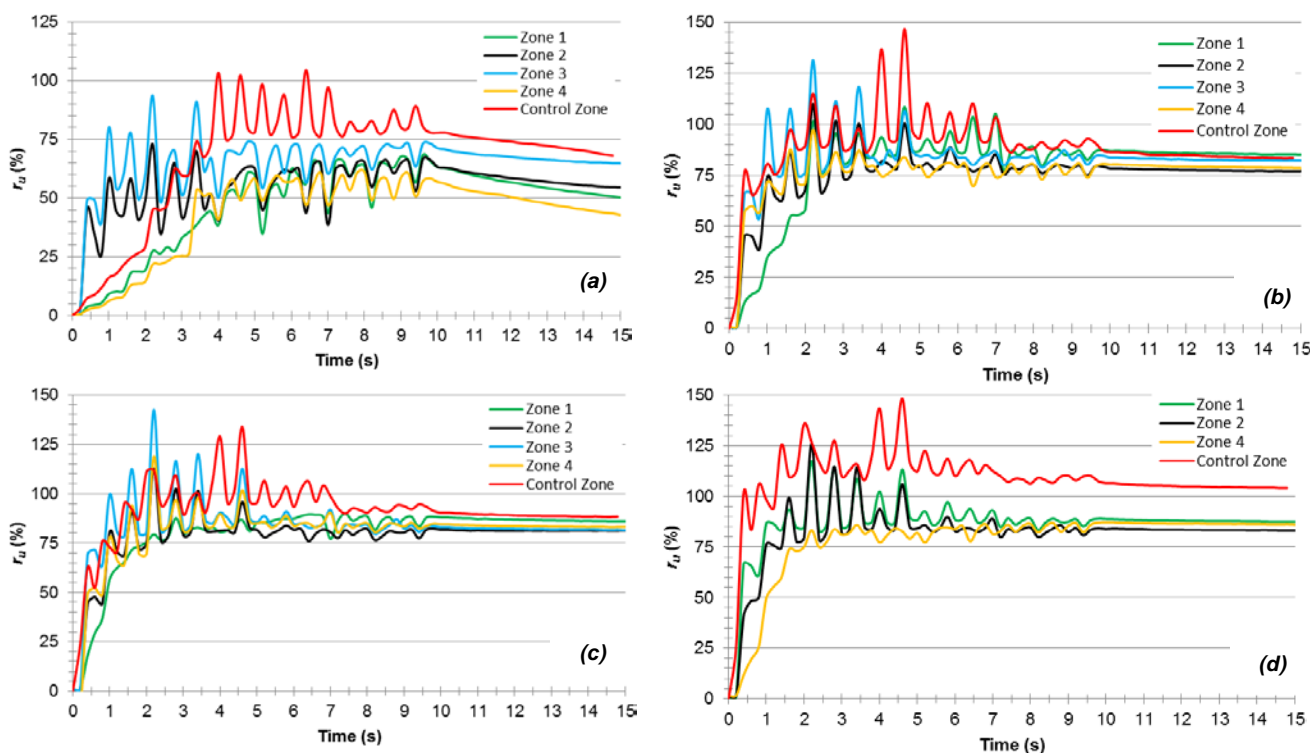 125
100
75
50
25
0
r_u (%)
0 1 2 3 4 5 6 7 8 9 10 11 12 13 14 15
Time (s)
Zone 1
Zone 2
Zone 3
Zone 4
Control Zone
(a)
150
125
100
75
50
25
0
r_u (%)
0 1 2 3 4 5 6 7 8 9 10 11 12 13 14 15
Time (s)
Zone 1
Zone 2
Zone 3
Zone 4
Control Zone
(b)
150
125
100
75
50
25
0
r_u (%)
0 1 2 3 4 5 6 7 8 9 10 11 12 13 14 15
Time (s)
Zone 1
Zone 2
Zone 3
Zone 4
Control Zone
(c)
150
125
100
75
50
25
0
r_u (%)
0 1 2 3 4 5 6 7 8 9 10 11 12 13 14 15
Time (s)
Zone 1
Zone 2
Zone 4
Control Zone
(d)